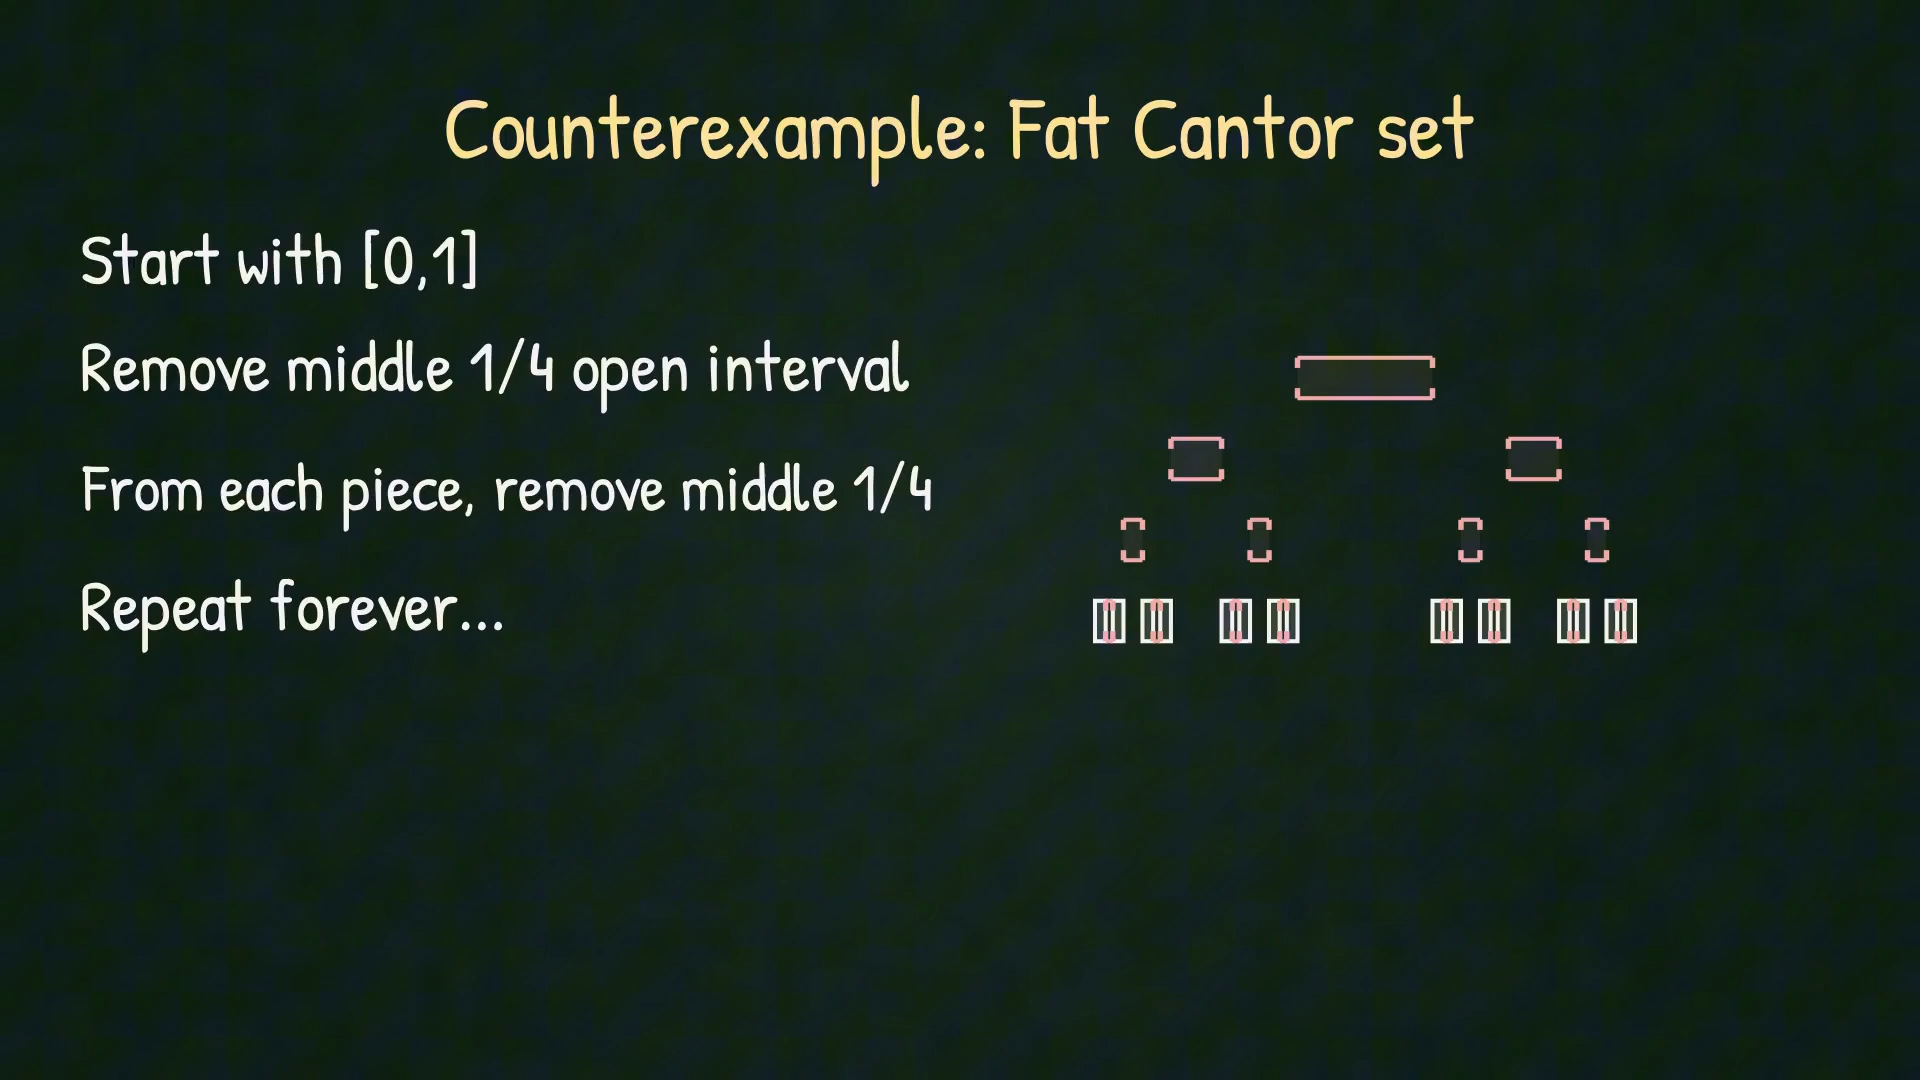 Counterexample: Fat Cantor set
Start with [0,1]
Remove middle 1/4 open interval
From each piece, remove middle 1/4
Repeat forever...